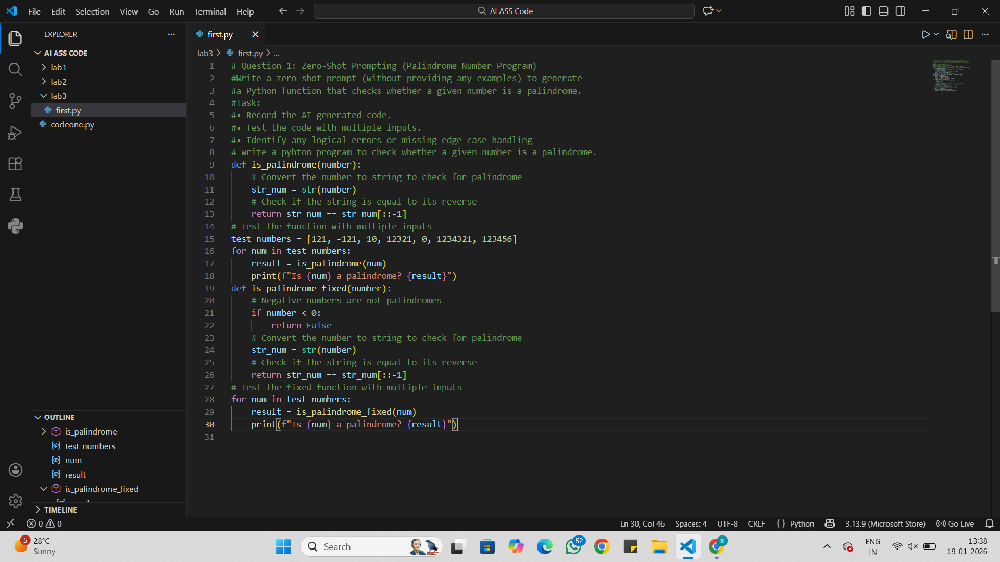 File Edit Selection View Go Run Terminal Help
AI ASS Code
EXPLORER
AI ASS CODE
lab1
lab2
lab3
first.py
codeone.py
OUTLINE
is_palindrome
test_numbers
num
result
is_palindrome_fixed
TIMELINE
first.py
lab3 > first.py > ...
1 # Question 1: Zero-Shot Prompting (Palindrome Number Program)
2 #Write a zero-shot prompt (without providing any examples) to generate
3 #a Python function that checks whether a given number is a palindrome.
4 #Task:
5 #• Record the AI-generated code.
6 #• Test the code with multiple inputs.
7 #• Identify any logical errors or missing edge-case handling
8 # write a pyhton program to check whether a given number is a palindrome.
9 def is_palindrome(number):
10     # Convert the number to string to check for palindrome
11     str_num = str(number)
12     # Check if the string is equal to its reverse
13     return str_num == str_num[::-1]
14 # Test the function with multiple inputs
15 test_numbers = [121, -121, 10, 12321, 0, 1234321, 123456]
16 for num in test_numbers:
17     result = is_palindrome(num)
18     print(f"Is {num} a palindrome? {result}")
19 def is_palindrome_fixed(number):
20     # Negative numbers are not palindromes
21     if number < 0:
22         return False
23     # Convert the number to string to check for palindrome
24     str_num = str(number)
25     # Check if the string is equal to its reverse
26     return str_num == str_num[::-1]
27 # Test the fixed function with multiple inputs
28 for num in test_numbers:
29     result = is_palindrome_fixed(num)
30     print(f"Is {num} a palindrome? {result}")
31
0 0
Ln 30, Col 46 Spaces: 4 UTF-8 CRLF {} Python 3.13.9 (Microsoft Store) Go Live
5
28°C
Sunny
Search
52
B
ENG
IN
13:38
19-01-2026